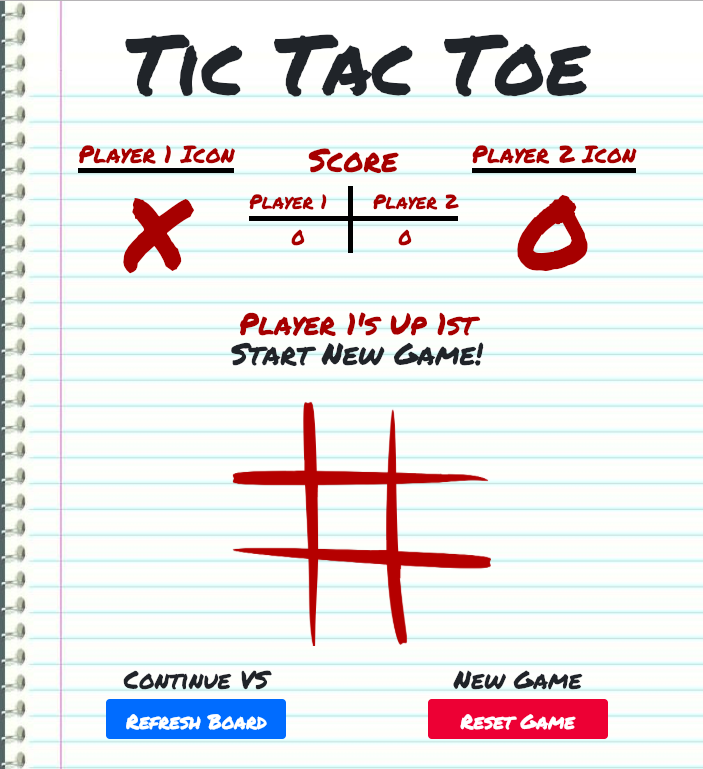 Tic Tac Toe
Player 1 Icon
Score
Player 2 Icon
Player 1
Player 2
X
0
0
O
Player 1's Up 1st
Start New Game!
Continue VS
New Game
Refresh Board
Reset Game